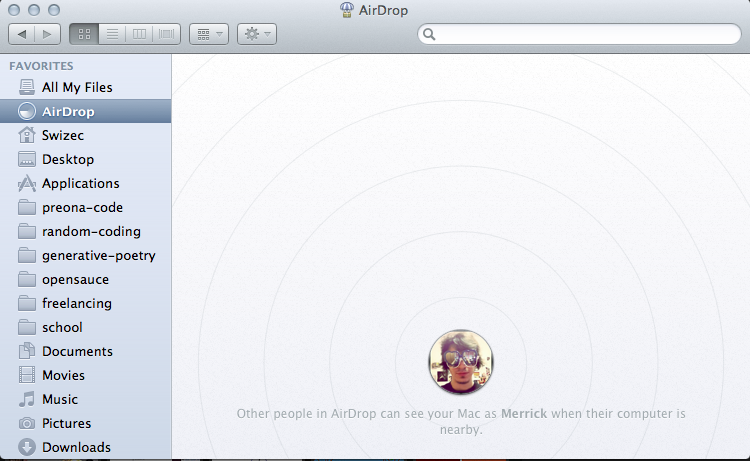 AirDrop
FAVORITES
All My Files
AirDrop
Swizec
Desktop
Applications
preona-code
random-coding
generative-poetry
opensauce
freelancing
school
Documents
Movies
Music
Pictures
Downloads
Other people in AirDrop can see your Mac as Merrick when their computer is
nearby.